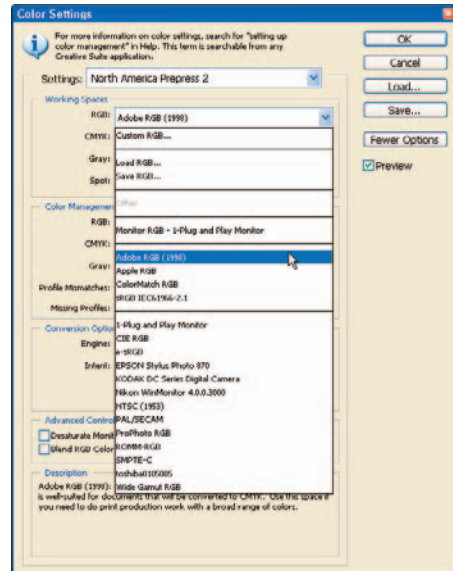 Color Settings
For more information on color settings, search for "setting up
color management" in Help. This term is searchable from any
Creative Suite application.
OK
Cancel
Load...
Save...
Fewer Options
Preview
Settings: North America Prepress 2
Working Spaces
RGB: Adobe RGB (1998)
CMYK: Custom RGB...
Gray: Load RGB...
Spot: Save RGB...
Other
Color Managemen
RGB:
Monitor RGB - 1-Plug and Play Monitor
CMYK:
Adobe RGB (1998)
Gray: Apple RGB
ColorMatch RGB
Profile Mismatches:
sRGB IEC61966-2.1
Missing Profiles:
Conversion Optio
1-Plug and Play Monitor
Engine: CIE RGB
e-sRGB
Intent: EPSON Stylus Photo 870
KODAK DC Series Digital Camera
Nikon WinMonitor 4.0.0.3000
NTSC (1953)
Advanced Control
PAL/SECAM
Desaturate Monit
ProPhoto RGB
Blend RGB Color
ROMM-RGB
SMPTE-C
Description
toshiba0105005
Adobe RGB (1998): Wide Gamut RGB
is well-suited for documents that will be converted to CMYK. Use this space if
you need to do print production work with a broad range of colors.